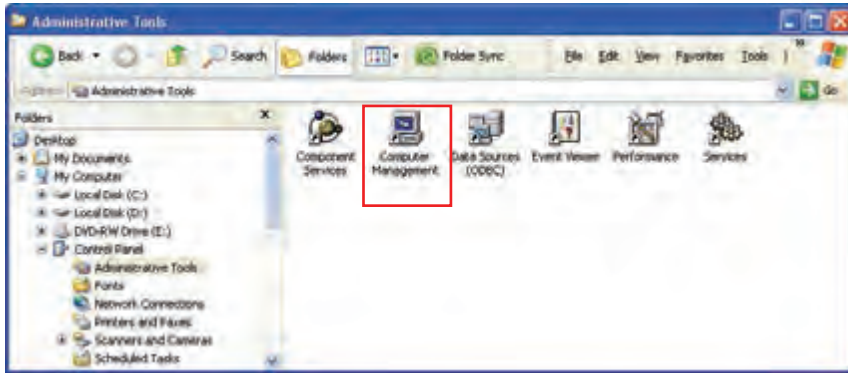 Administrative Tools
Back Search Folders Folder Sync File Edit View Favorites Tools
Address Administrative Tools Go
Folders
Desktop
My Documents
My Computer
Local Disk (C:)
Local Disk (D:)
DVD-RW Drive (E:)
Control Panel
Administrative Tools
Fonts
Network Connections
Printers and Faxes
Scanners and Cameras
Scheduled Tasks
Component Services
Computer Management
Data Sources (ODBC)
Event Viewer
Performance
Services